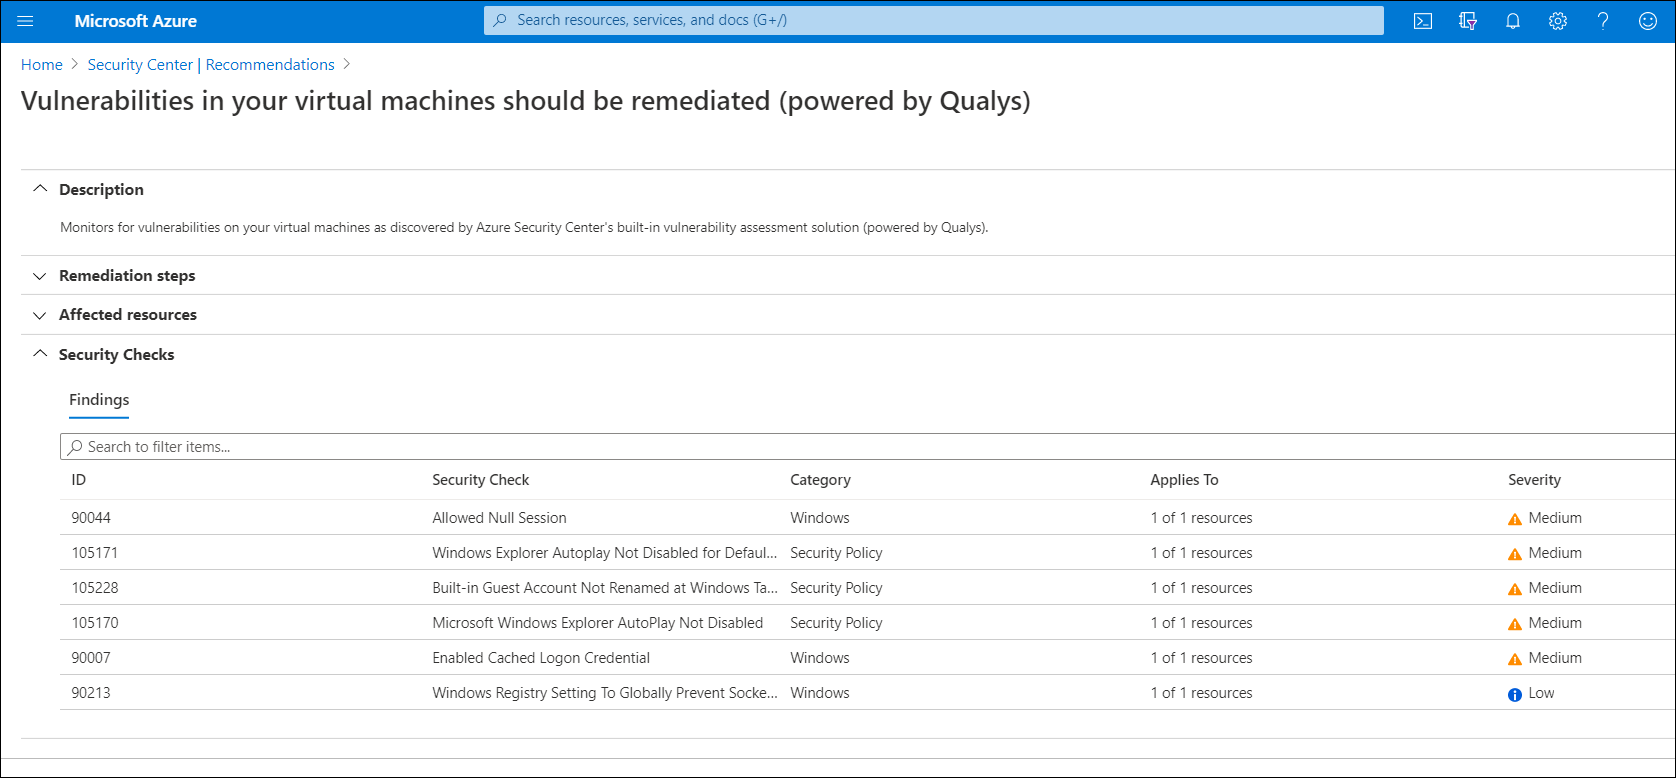 Microsoft Azure
Search resources, services, and docs (G+/)
Home > Security Center | Recommendations >
Vulnerabilities in your virtual machines should be remediated (powered by Qualys)
Description
Monitors for vulnerabilities on your virtual machines as discovered by Azure Security Center's built-in vulnerability assessment solution (powered by Qualys).
Remediation steps
Affected resources
Security Checks
Findings
Search to filter items...
ID Security Check Category Applies To Severity
90044 Allowed Null Session Windows 1 of 1 resources Medium
105171 Windows Explorer Autoplay Not Disabled for Defaul... Security Policy 1 of 1 resources Medium
105228 Built-in Guest Account Not Renamed at Windows Ta... Security Policy 1 of 1 resources Medium
105170 Microsoft Windows Explorer AutoPlay Not Disabled Security Policy 1 of 1 resources Medium
90007 Enabled Cached Logon Credential Windows 1 of 1 resources Medium
90213 Windows Registry Setting To Globally Prevent Socke... Windows 1 of 1 resources Low